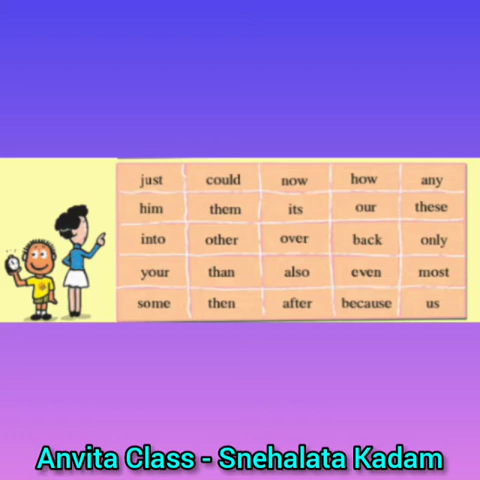 just could now how any
him them its our these
into other over back only
your than also even most
some then after because us
Anvita Class - Snehalata Kadam